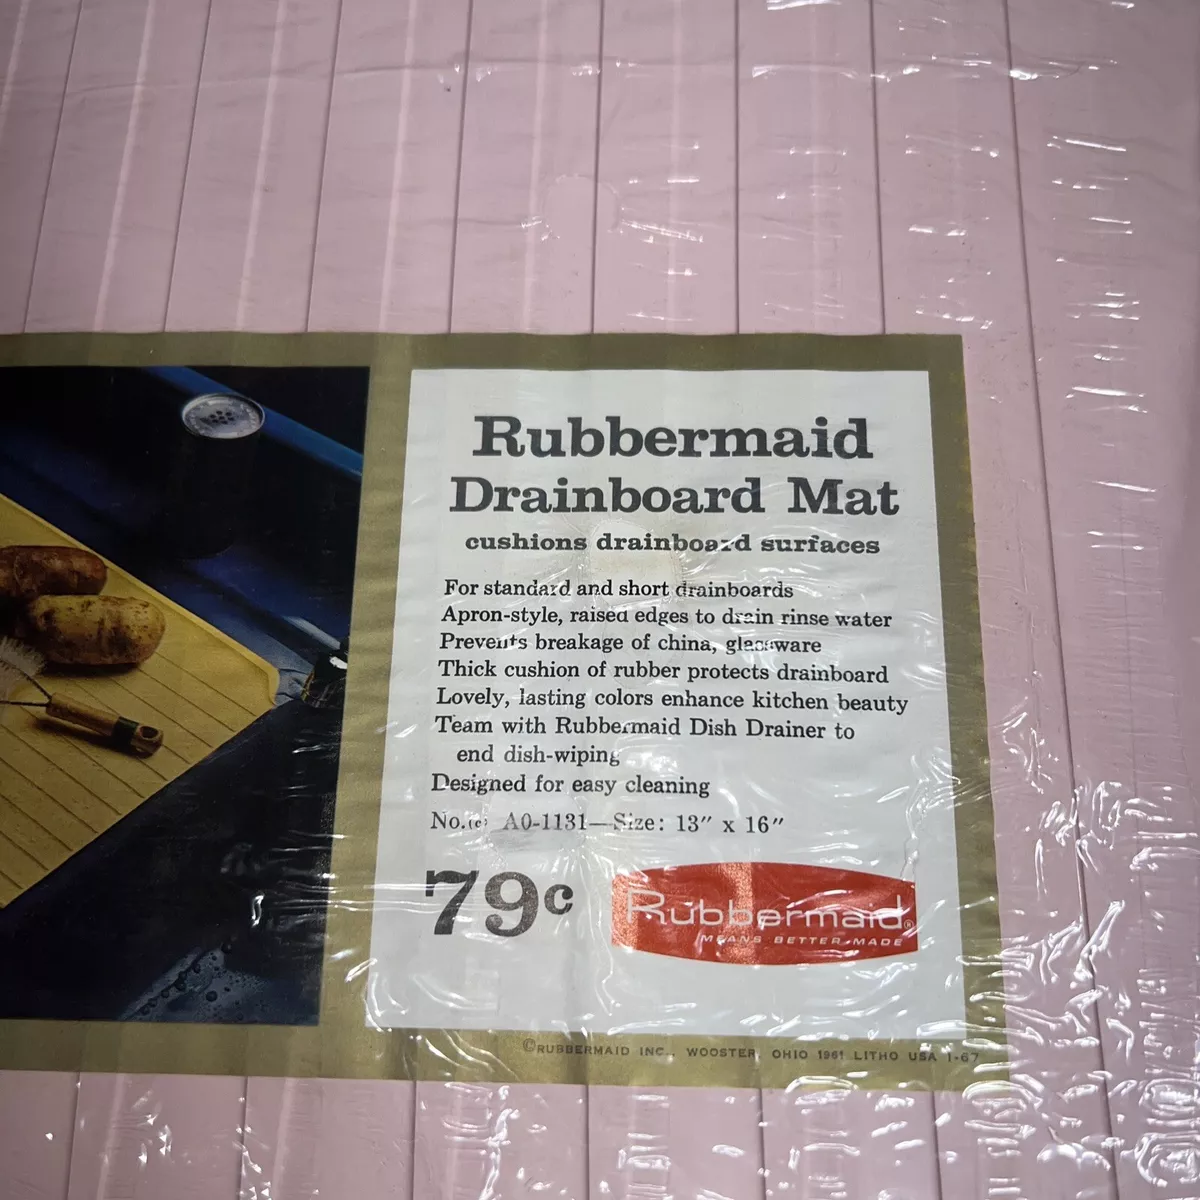 Rubbermaid
Drainboard Mat
cushions drainboard surfaces
For standard and short drainboards
Apron-style, raised edges to drain rinse water
Prevents breakage of china, glassware
Thick cushion of rubber protects drainboard
Lovely, lasting colors enhance kitchen beauty
Team with Rubbermaid Dish Drainer to
end dish-wiping
Designed for easy cleaning
No.(c) A0-1131—Size: 13" x 16"
79c
Rubbermaid®
MEANS BETTER MADE
©RUBBERMAID INC., WOOSTER, OHIO 1961 LITHO USA 1-67